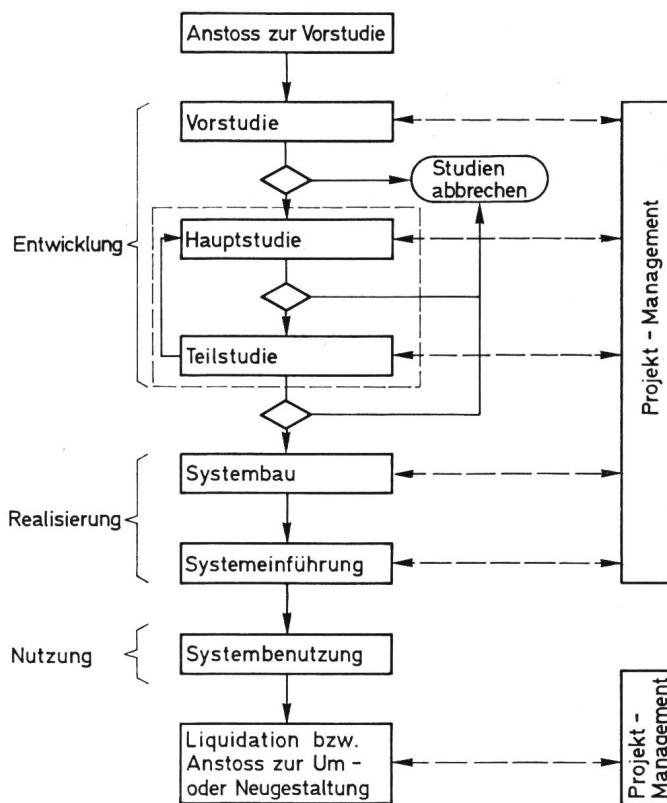 Anstoss zur Vorstudie
Vorstudie
Studien
abbrechen
Entwicklung
Hauptstudie
Teilstudie
Projekt - Management
Systembau
Realisierung
Systemeinführung
Nutzung
Systembenutzung
Liquidation bzw.
Anstoss zur Um -
oder Neugestaltung
Projekt -
Management